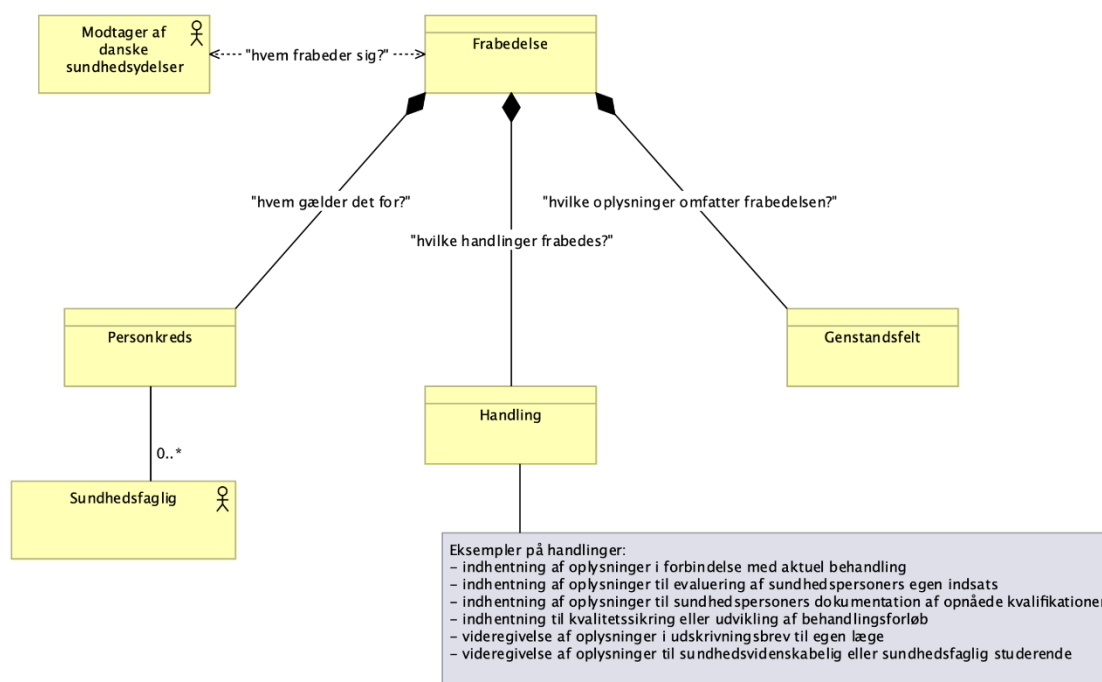 Modtager af
danske
sundhedsydelser
"hvem frabeder sig?"
Frabedelse
"hvem gælder det for?"
"hvilke oplysninger omfatter frabedelsen?"
"hvilke handlinger frabedes?"
Personkreds
Genstandsfelt
Handling
0..*
Sundhedsfaglig
Eksempler på handlinger:
– indhentning af oplysninger i forbindelse med aktuel behandling
– indhentning af oplysninger til evaluering af sundhedspersoners egen indsats
– indhentning af oplysninger til sundhedspersoners dokumentation af opnåede kvalifikationer
– indhentning til kvalitetssikring eller udvikling af behandlingsforløb
– videregivelse af oplysninger i udskrivningsbrev til egen læge
– videregivelse af oplysninger til sundhedsvidenskabelig eller sundhedsfaglig studerende